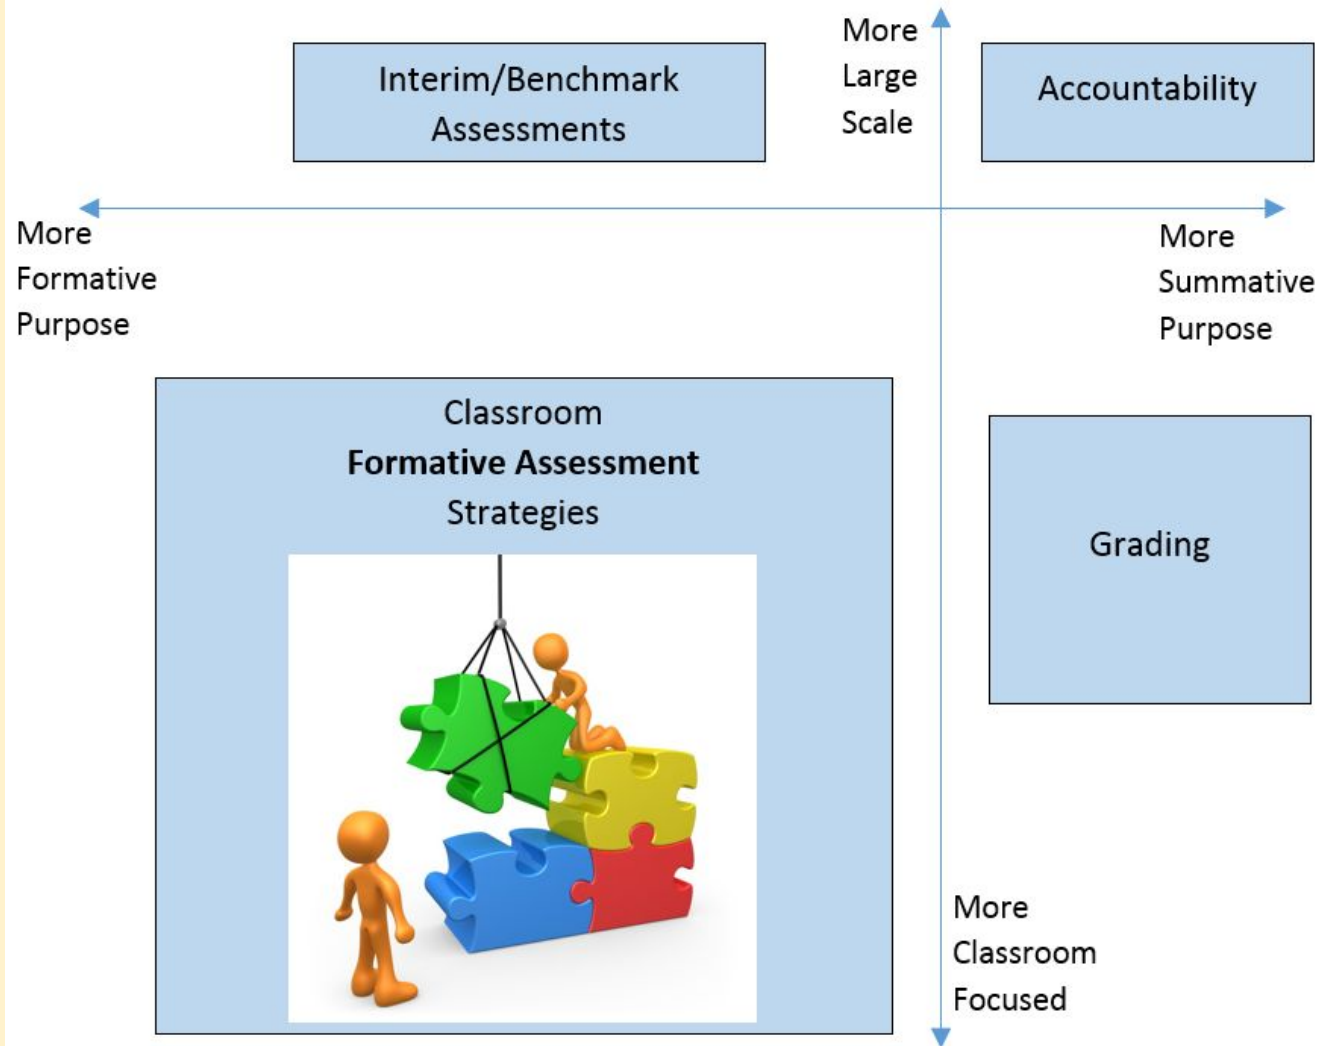 Interim/Benchmark
Assessments
More
Large
Scale
Accountability
More
Formative
Purpose
More
Summative
Purpose
Classroom
Formative Assessment
Strategies
Grading
More
Classroom
Focused